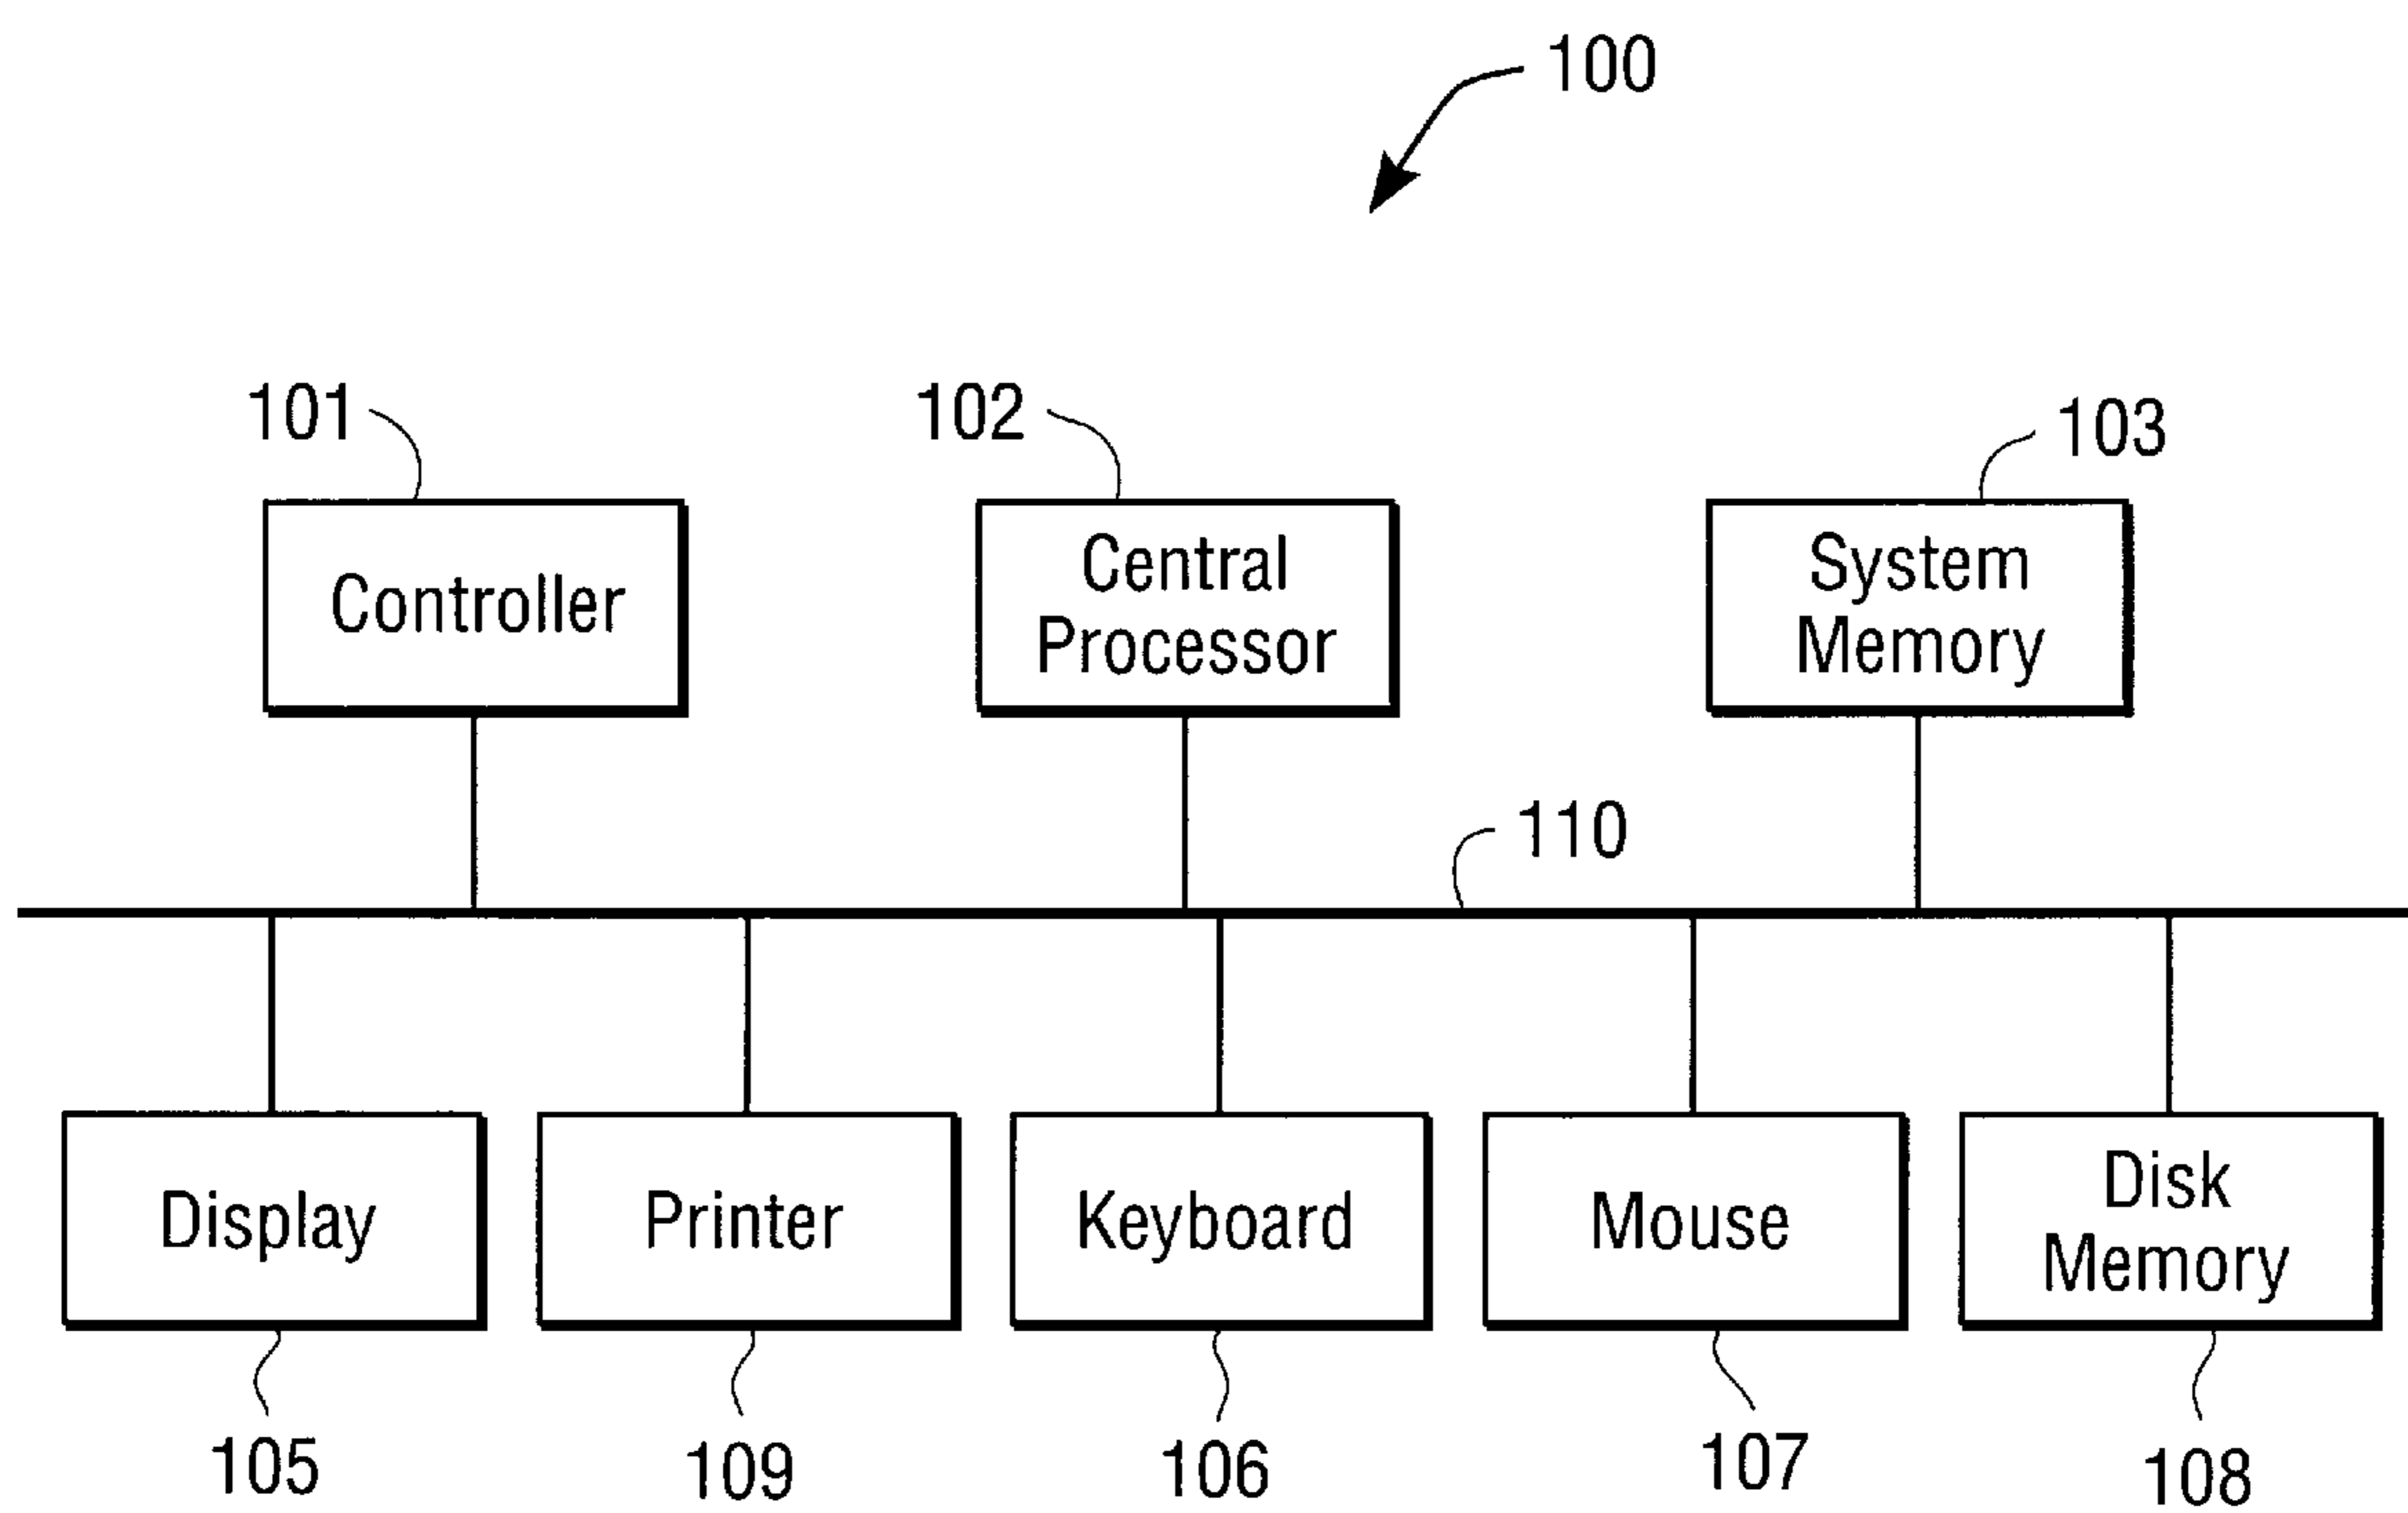 100
101
102
103
Controller
Central
Processor
System
Memory
110
Display
Printer
Keyboard
Mouse
Disk
Memory
105
109
106
107
108